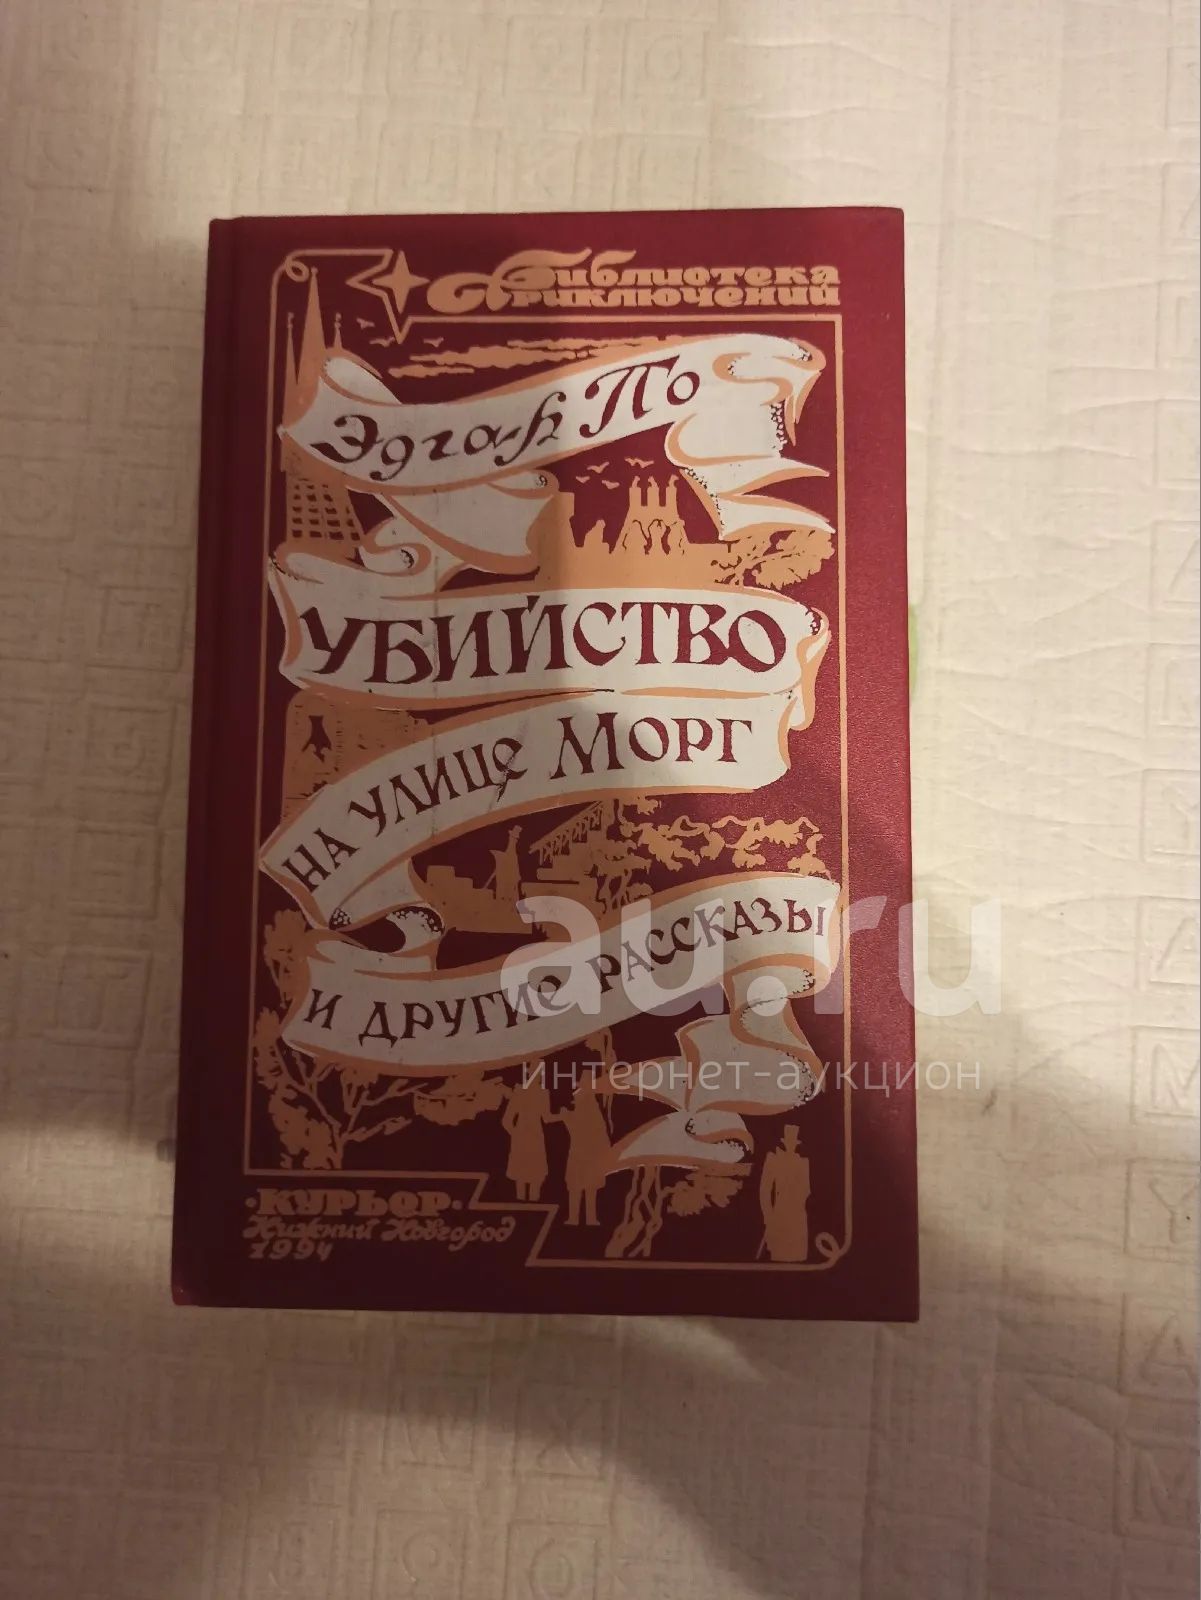 Библиотека
Приключений
Эдгар По
УБИЙСТВО
НА УЛИЦЕ МОРГ
И ДРУГИЕ РАССКАЗЫ
au.ru
интернет-аукцион
•КУРЬЕР•
Нижний Новгород
1994